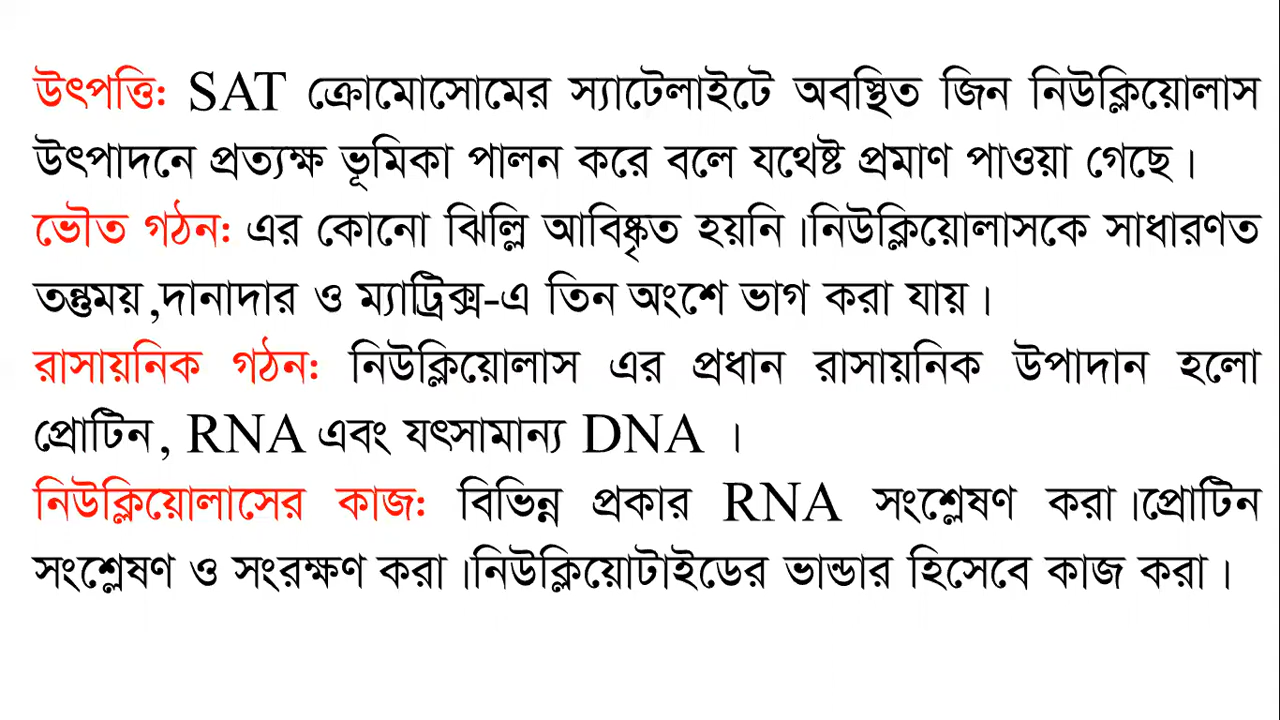 উৎপত্তি: SAT ক্রোমোসোমের স্যাটেলাইটে অবস্থিত জিন নিউক্লিয়োলাস
উৎপাদনে প্রত্যক্ষ ভূমিকা পালন করে বলে যথেষ্ট প্রমাণ পাওয়া গেছে।
ভৌত গঠন: এর কোনো ঝিল্লি আবিষ্কৃত হয়নি।নিউক্লিয়োলাসকে সাধারণত
তন্তুময়,দানাদার ও ম্যাট্রিক্স-এ তিন অংশে ভাগ করা যায়।
রাসায়নিক গঠন: নিউক্লিয়োলাস এর প্রধান রাসায়নিক উপাদান হলো
প্রোটিন, RNA এবং যৎসামান্য DNA ।
নিউক্লিয়োলাসের কাজ: বিভিন্ন প্রকার RNA সংশ্লেষণ করা।প্রোটিন
সংশ্লেষণ ও সংরক্ষণ করা।নিউক্লিয়োটাইডের ভান্ডার হিসেবে কাজ করা।